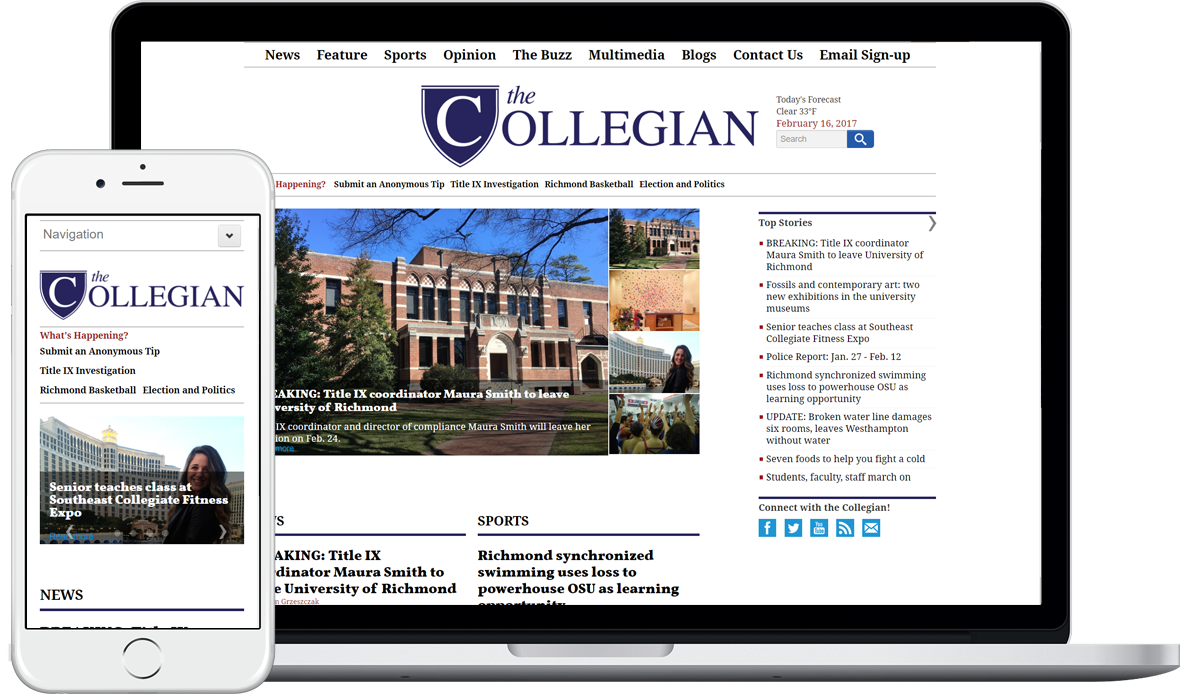 News Feature Sports Opinion The Buzz Multimedia Blogs Contact Us Email Sign-up
the
COLLEGIAN
Today's Forecast
Clear 33°F
February 16, 2017
Search
Happening? Submit an Anonymous Tip Title IX Investigation Richmond Basketball Election and Politics
EAKING: Title IX coordinator Maura Smith to leave
versity of Richmond
IX coordinator and director of compliance Maura Smith will leave her
ion on Feb. 24.
more
Top Stories
BREAKING: Title IX coordinator
Maura Smith to leave University of
Richmond
Fossils and contemporary art: two
new exhibitions in the university
museums
Senior teaches class at Southeast
Collegiate Fitness Expo
Police Report: Jan. 27 - Feb. 12
Richmond synchronized swimming
uses loss to powerhouse OSU as
learning opportunity
UPDATE: Broken water line damages
six rooms, leaves Westhampton
without water
Seven foods to help you fight a cold
Students, faculty, staff march on
Connect with the Collegian!
You Tube
S
AKING: Title IX
dinator Maura Smith to
e University of Richmond
n Grzeszczak
SPORTS
Richmond synchronized
swimming uses loss to
powerhouse OSU as learning
opportunity
Navigation
the
COLLEGIAN
What's Happening?
Submit an Anonymous Tip
Title IX Investigation
Richmond Basketball Election and Politics
Senior teaches class at
Southeast Collegiate Fitness
Expo
Read more
NEWS
BREAKING: Title IX